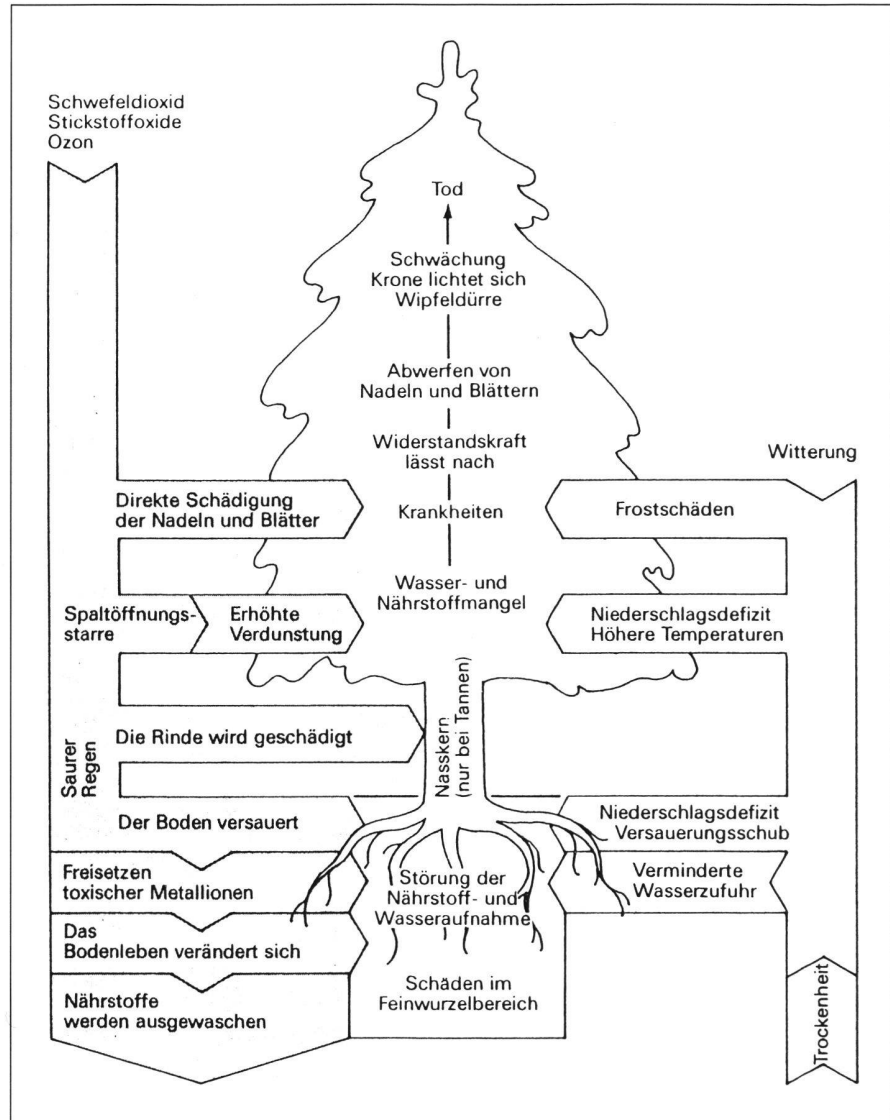 Schwefeldioxid
Stickstoffoxide
Ozon
Tod
Schwächung
Krone lichtet sich
Wipfeldürre
Abwerfen von
Nadeln und Blättern
Widerstandskraft
lässt nach
Witterung
Direkte Schädigung
der Nadeln und Blätter
Krankheiten
Frostschäden
Wasser- und
Nährstoffmangel
Spaltöffnungs-
starre
Erhöhte
Verdunstung
Niederschlagsdefizit
Höhere Temperaturen
Saurer
Regen
Die Rinde wird geschädigt
Nasskern
(nur bei Tannen)
Der Boden versauert
Niederschlagsdefizit
Versauerungsschub
Freisetzen
toxischer Metallionen
Störung der
Nährstoff- und
Wasseraufnahme
Verminderte
Wasserzufuhr
Das
Bodenleben verändert sich
Schäden im
Feinwurzelbereich
Nährstoffe
werden ausgewaschen
Trockenheit